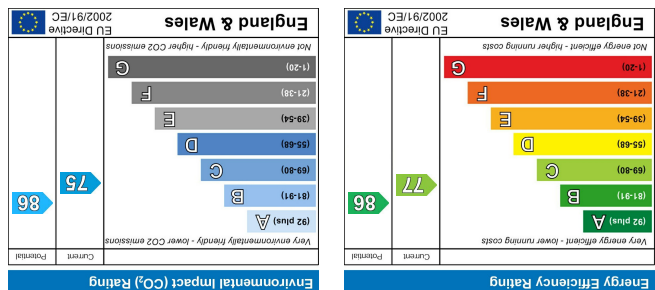 Energy Efficiency Rating
Current Potential
Very energy efficient - lower running costs
(92 plus) A
(81-91) B
(69-80) C
(55-68) D
(39-54) E
(21-38) F
(1-20) G
77
86
Not energy efficient - higher running costs
England & Wales
EU Directive
2002/91/EC
Environmental Impact (CO2) Rating
Current Potential
Very environmentally friendly - lower CO2 emissions
(92 plus) A
(81-91) B
(69-80) C
(55-68) D
(39-54) E
(21-38) F
(1-20) G
75
86
Not environmentally friendly - higher CO2 emissions
England & Wales
EU Directive
2002/91/EC